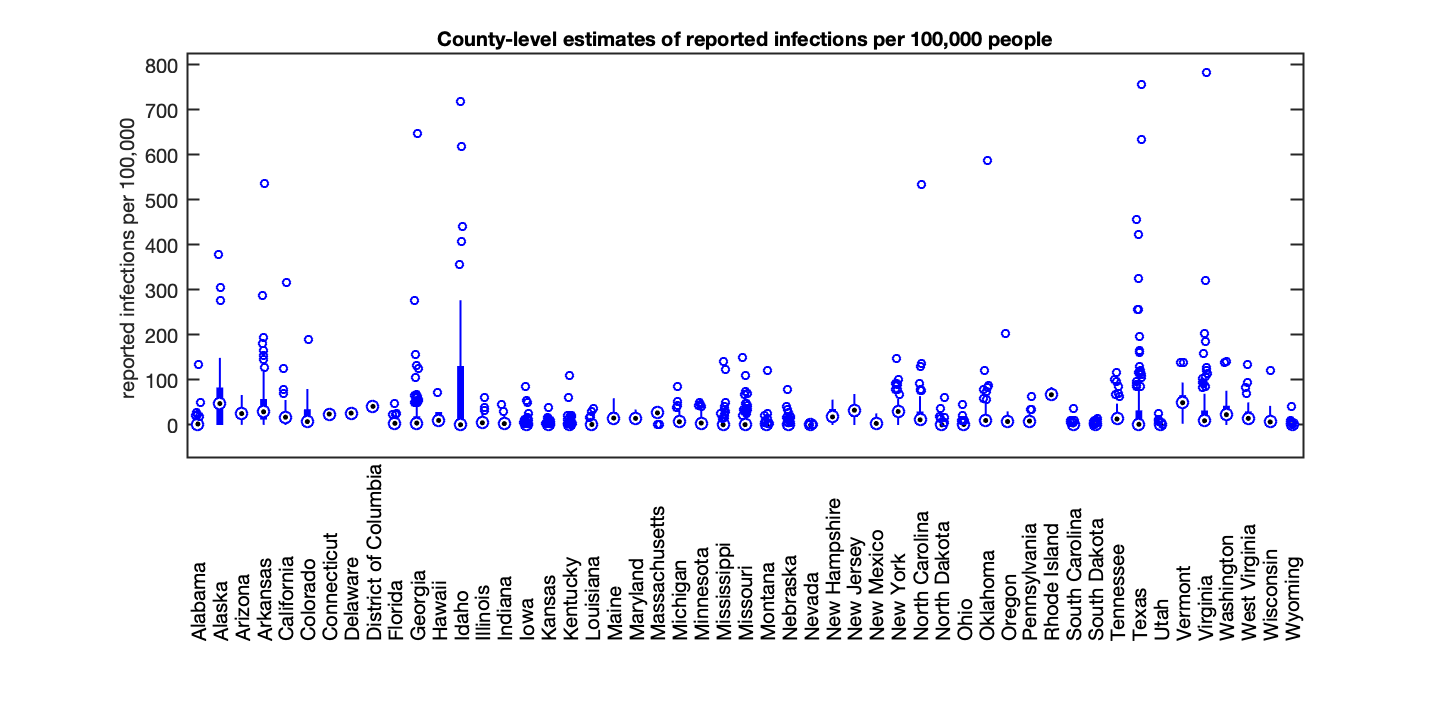 County-level estimates of reported infections per 100,000 people
reported infections per 100,000
800
700
600
500
400
300
200
100
0
Alabama
Alaska
Arizona
Arkansas
California
Colorado
Connecticut
Delaware
District of Columbia
Florida
Georgia
Hawaii
Idaho
Illinois
Indiana
Iowa
Kansas
Kentucky
Louisiana
Maine
Maryland
Massachusetts
Michigan
Minnesota
Mississippi
Missouri
Montana
Nebraska
Nevada
New Hampshire
New Jersey
New Mexico
New York
North Carolina
North Dakota
Ohio
Oklahoma
Oregon
Pennsylvania
Rhode Island
South Carolina
South Dakota
Tennessee
Texas
Utah
Vermont
Virginia
Washington
West Virginia
Wisconsin
Wyoming